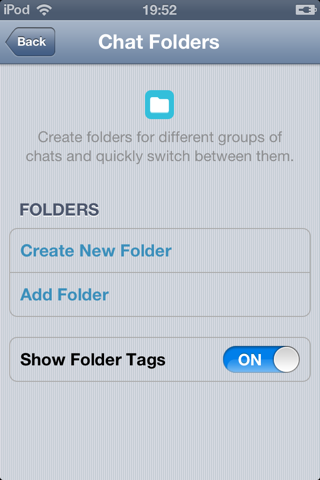 iPod 19:52
Back Chat Folders
Create folders for different groups of
chats and quickly switch between them.
FOLDERS
Create New Folder
Add Folder
Show Folder Tags ON